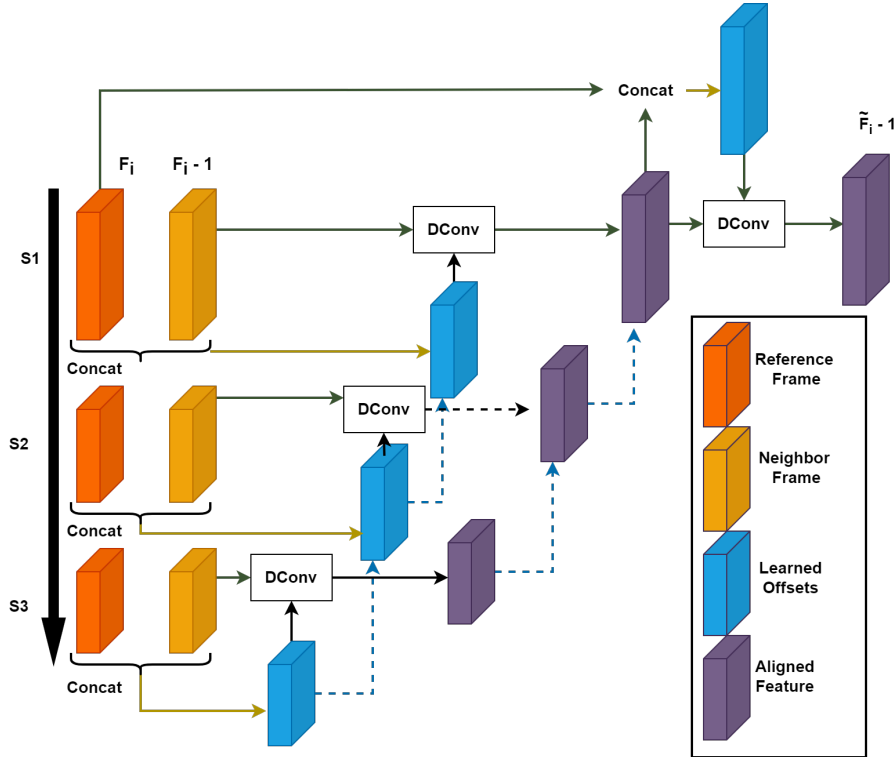 Concat
F̃i - 1
Fi
Fi - 1
S1
DConv
DConv
Concat
S2
DConv
Concat
S3
DConv
Concat
Reference
Frame
Neighbor
Frame
Learned
Offsets
Aligned
Feature